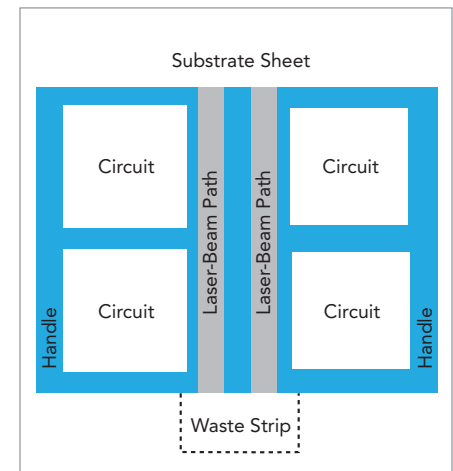 Substrate Sheet
Circuit
Circuit
Laser-Beam Path
Laser-Beam Path
Circuit
Circuit
Handle
Handle
Waste Strip